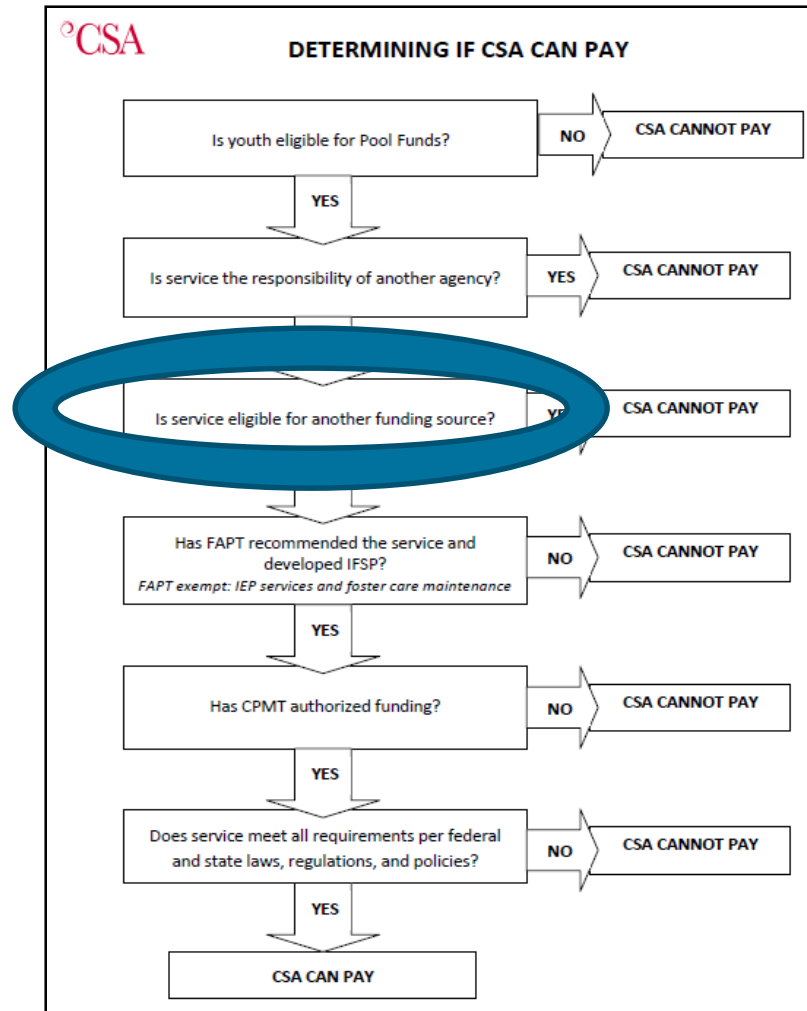 CSA
DETERMINING IF CSA CAN PAY
Is youth eligible for Pool Funds?
NO
CSA CANNOT PAY
YES
Is service the responsibility of another agency?
YES
CSA CANNOT PAY
Is service eligible for another funding source?
CSA CANNOT PAY
Has FAPT recommended the service and
developed IFSP?
FAPT exempt: IEP services and foster care maintenance
NO
CSA CANNOT PAY
YES
Has CPMT authorized funding?
NO
CSA CANNOT PAY
YES
Does service meet all requirements per federal
and state laws, regulations, and policies?
NO
CSA CANNOT PAY
YES
CSA CAN PAY